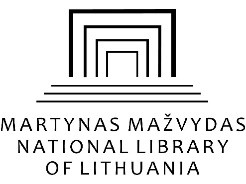 MARTYNAS MAŽVYDAS
NATIONAL LIBRARY
OF LITHUANIA